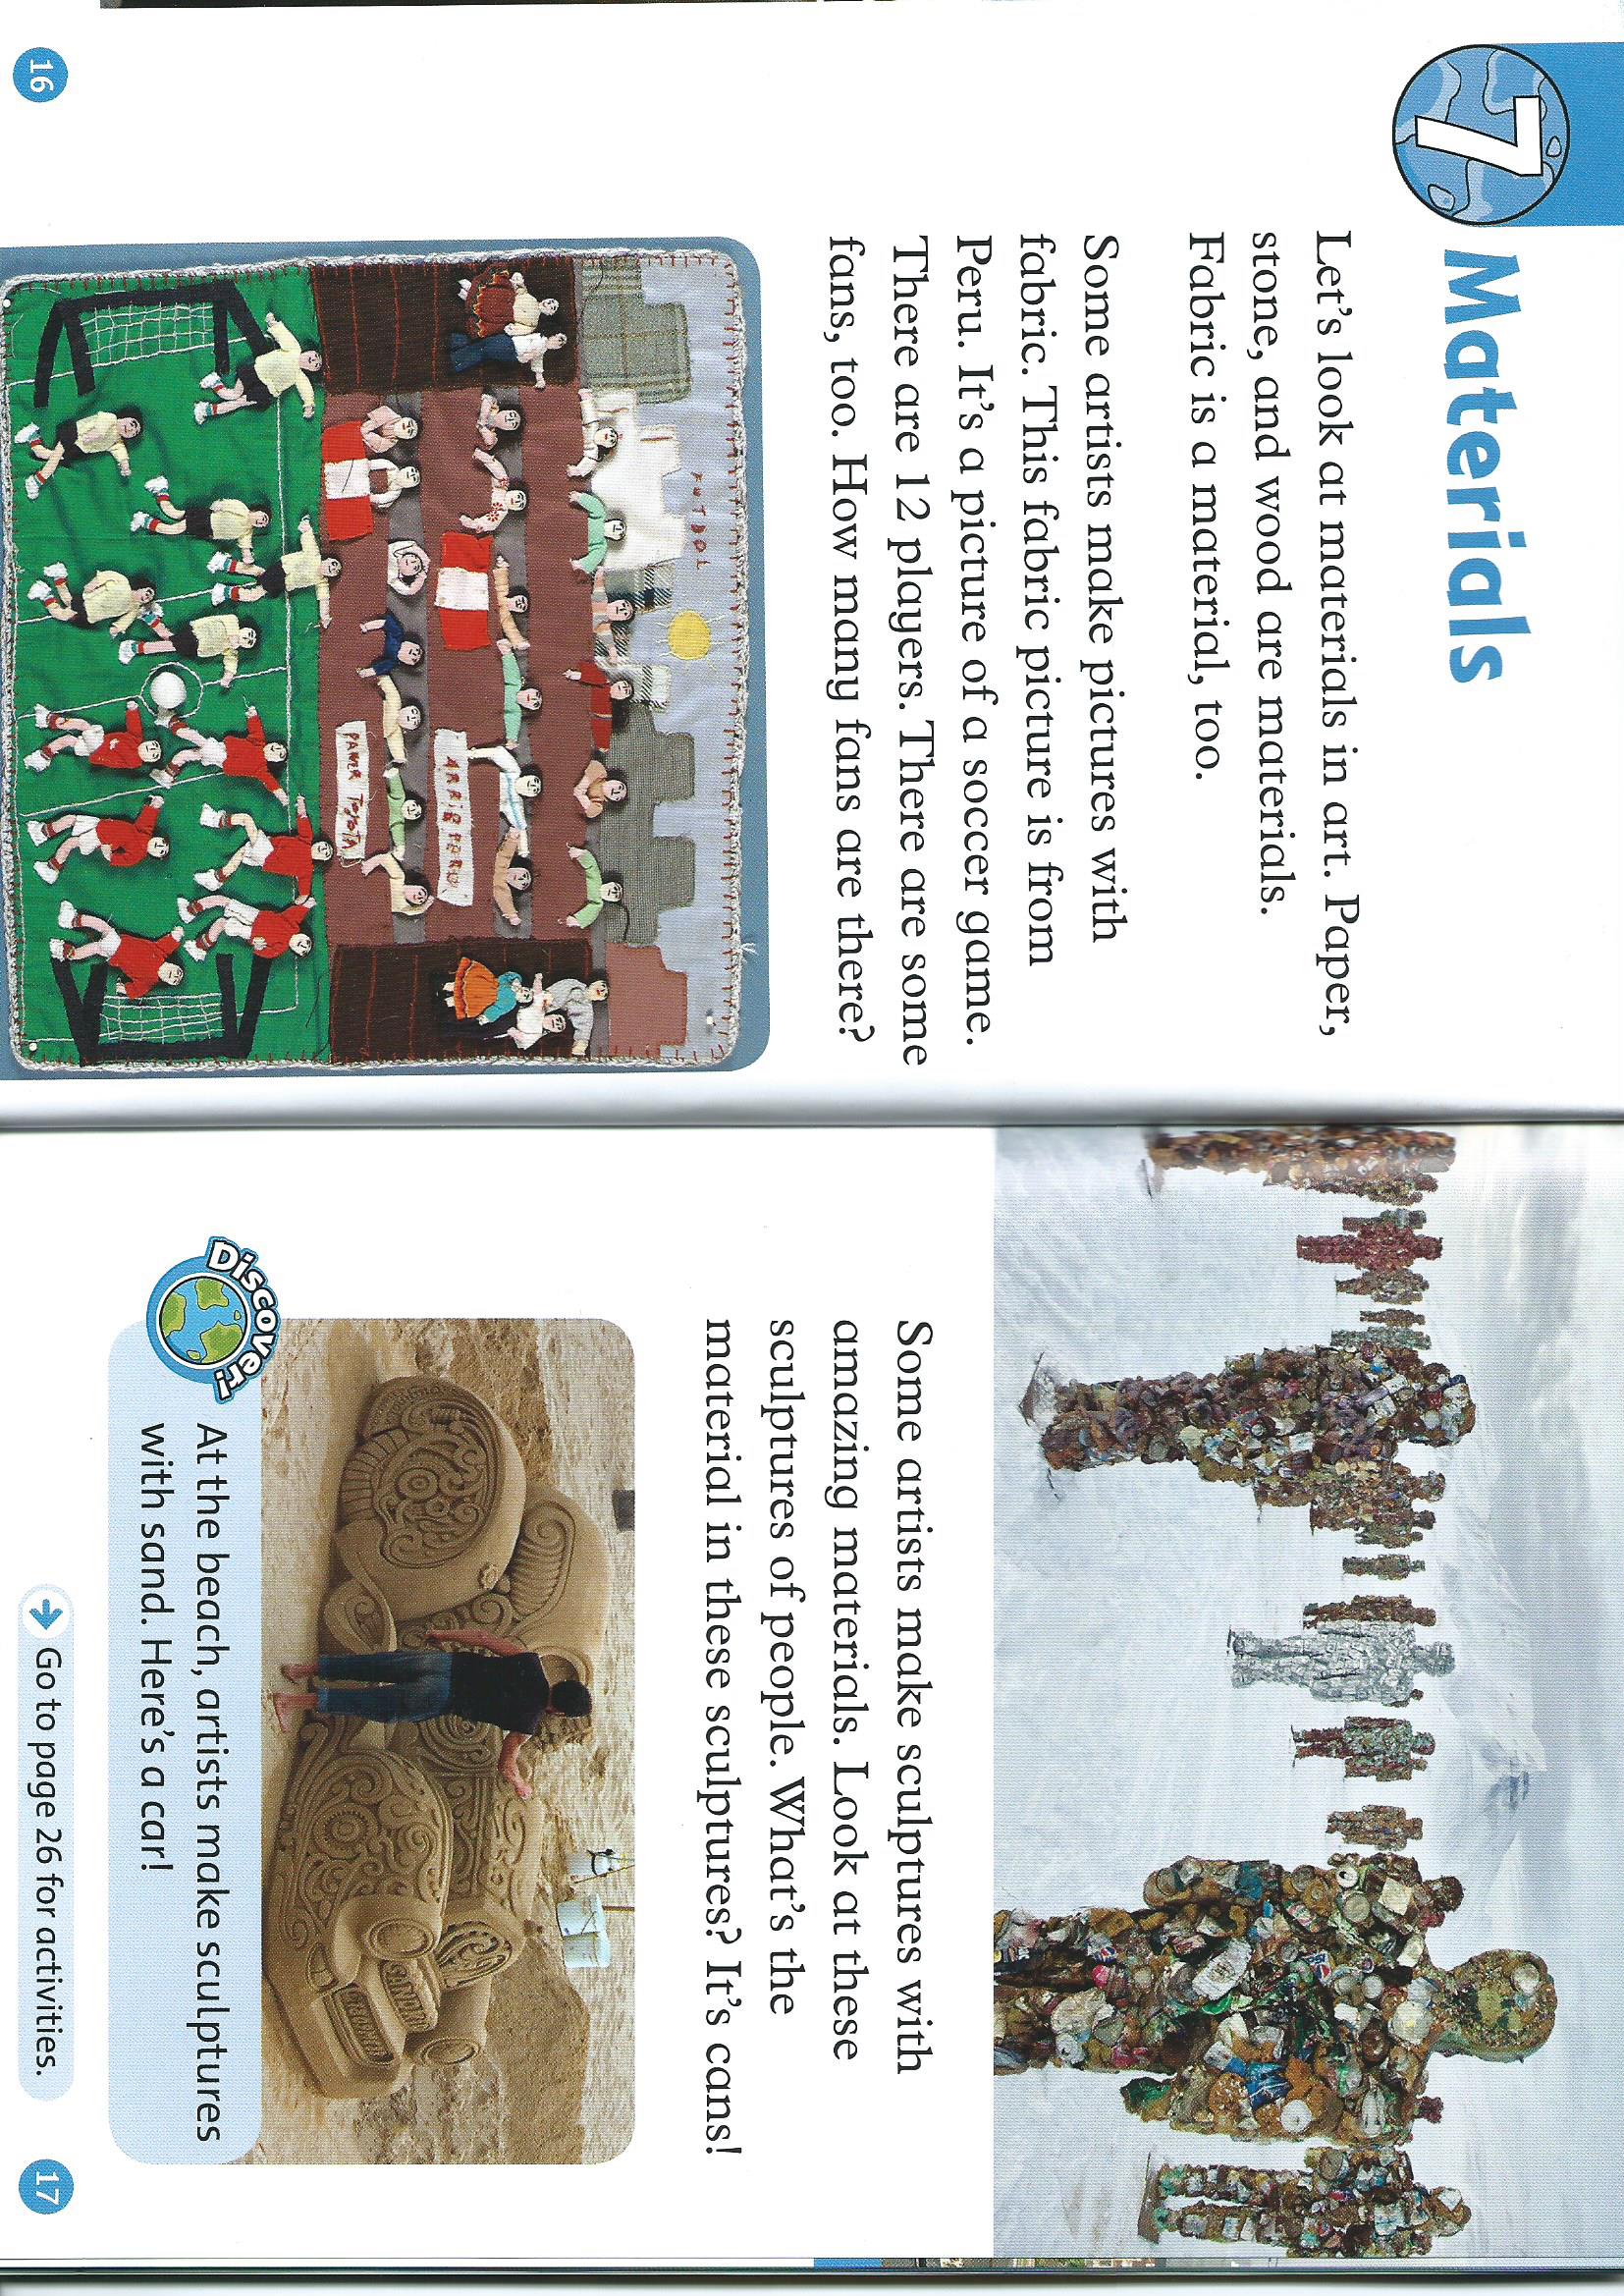 7
Materials
Let's look at materials in art. Paper,
stone, and wood are materials.
Fabric is a material, too.
Some artists make pictures with
fabric. This fabric picture is from
Peru. It's a picture of a soccer game.
There are 12 players. There are some
fans, too. How many fans are there?
FUTBOL
ARRIB PERU
16
Some artists make sculptures with
amazing materials. Look at these
sculptures of people. What's the
material in these sculptures? It's cans!
Discover!
At the beach, artists make sculptures
with sand. Here's a car!
➔ Go to page 26 for activities.
17